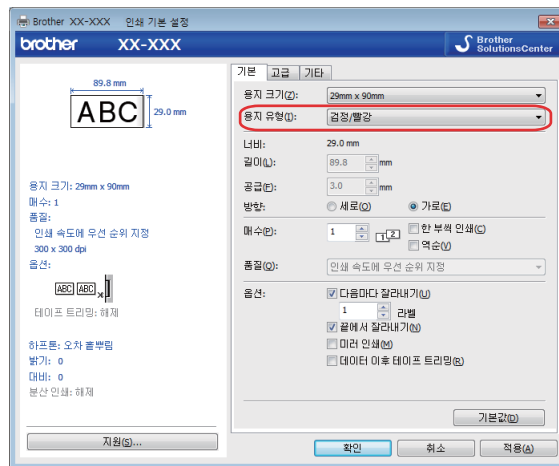 Brother XX-XXX 인쇄 기본 설정
brother XX-XXX
Brother
SolutionsCenter
89.8 mm
ABC
29.0 mm
용지 크기: 29mm x 90mm
매수: 1
품질:
인쇄 속도에 우선 순위 지정
300 x 300 dpi
옵션:
ABC ABC
테이프 트리밍: 해제
하프톤: 오차 흩뿌림
밝기: 0
대비: 0
분산 인쇄: 해제
지원(S)...
기본 고급 기타
용지 크기(Z): 29mm x 90mm
용지 유형(I): 검정/빨강
너비: 29.0 mm
길이(L): 89.8 mm
공급(F): 3.0 mm
방향: 세로(O) 가로(E)
매수(P): 1 1 2 한 부씩 인쇄(C)
역순(V)
품질(Q): 인쇄 속도에 우선 순위 지정
옵션: 다음마다 잘라내기(U)
1 라벨
끝에서 잘라내기(N)
미러 인쇄(M)
데이터 이후 테이프 트리밍(R)
기본값(D)
확인 취소 적용(A)